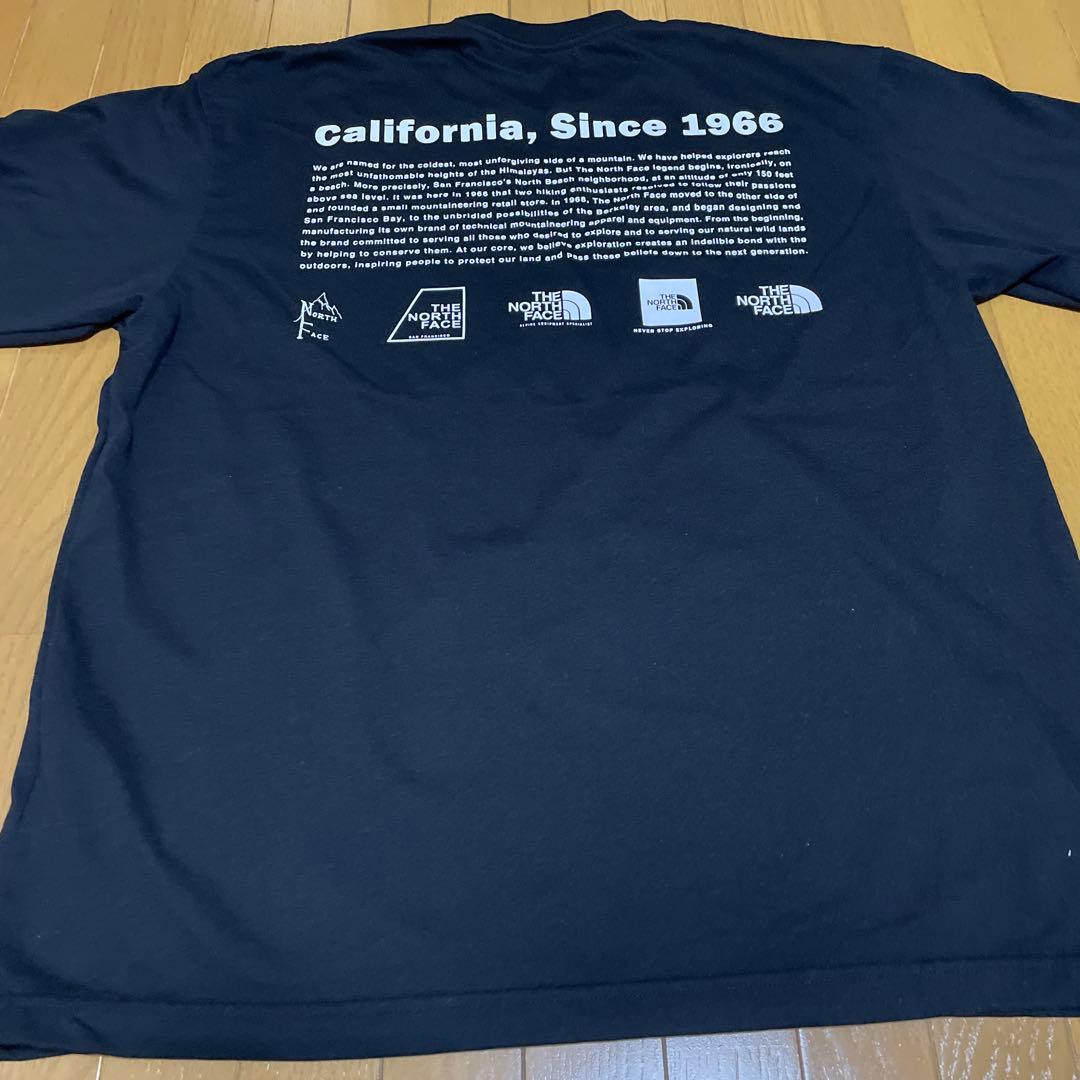 California, Since 1966
We are named for the coldest, most unforgiving side of a mountain. We have helped explorers reach
the most unfathomable heights of the Himalayas. But The North Face legend begins, ironically, on
a beach. More precisely, San Francisco's North Beach neighborhood, at an altitude of only 150 feet
above sea level. It was here in 1966 that two hiking enthusiasts resolved to follow their passions
and founded a small mountaineering retail store. In 1968, The North Face moved to the other side of
San Francisco Bay, to the unbridled possibilities of the Berkeley area, and began designing and
manufacturing its own brand of technical mountaineering apparel and equipment. From the beginning,
the brand committed to serving all those who desired to explore and to serving our natural wild lands
by helping to conserve them. At our core, we believe exploration creates an indelible bond with the
outdoors, inspiring people to protect our land and pass these beliefs down to the next generation.
NORTH
FACE
THE
NORTH
FACE
SAN FRANCISCO
THE
NORTH
FACE
ALPINE EQUIPMENT SPECIALIST
THE
NORTH
FACE
NEVER STOP EXPLORING
THE
NORTH
FACE